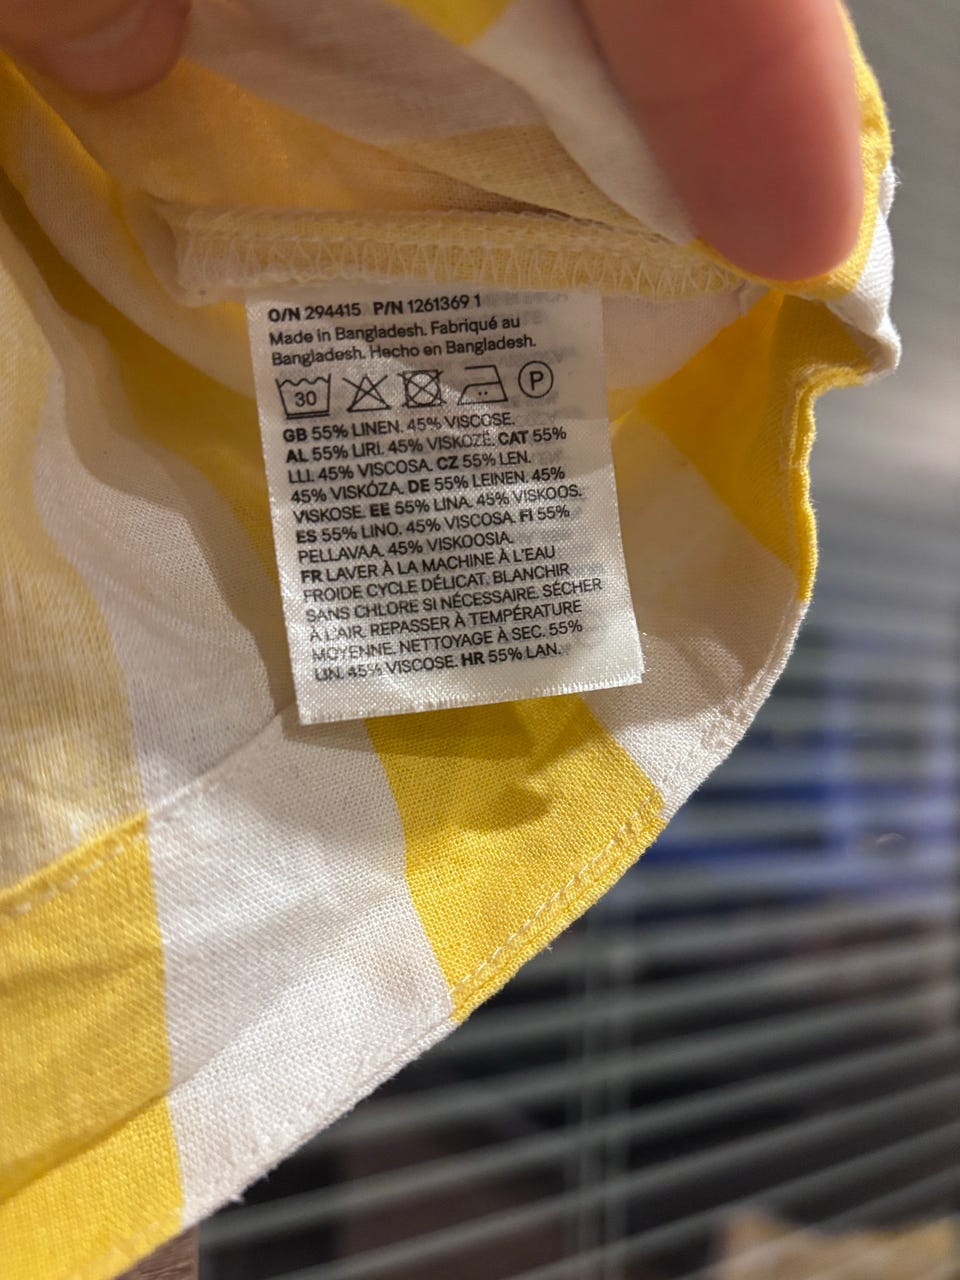 O/N 294415 P/N 1261369 1
Made in Bangladesh. Fabriqué au
Bangladesh. Hecho en Bangladesh.
30 P
GB 55% LINEN. 45% VISCOSE.
AL 55% LIRI. 45% VISKOZË. CAT 55%
LLI. 45% VISCOSA. CZ 55% LEN.
45% VISKÓZA. DE 55% LEINEN. 45%
VISKOSE. EE 55% LINA. 45% VISKOOS.
ES 55% LINO. 45% VISCOSA. FI 55%
PELLAVAA. 45% VISKOOSIA.
FR LAVER À LA MACHINE À L'EAU
FROIDE CYCLE DÉLICAT. BLANCHIR
SANS CHLORE SI NÉCESSAIRE. SÉCHER
À L'AIR. REPASSER À TEMPÉRATURE
MOYENNE. NETTOYAGE À SEC. 55%
LIN. 45% VISCOSE. HR 55% LAN.